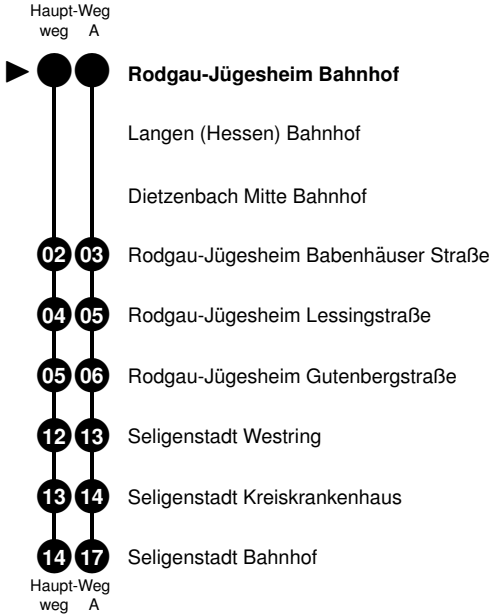 Haupt-Weg
weg A
Rodgau-Jügesheim Bahnhof
Langen (Hessen) Bahnhof
Dietzenbach Mitte Bahnhof
02 03 Rodgau-Jügesheim Babenhäuser Straße
04 05 Rodgau-Jügesheim Lessingstraße
05 06 Rodgau-Jügesheim Gutenbergstraße
12 13 Seligenstadt Westring
13 14 Seligenstadt Kreiskrankenhaus
14 17 Seligenstadt Bahnhof
Haupt-Weg
weg A